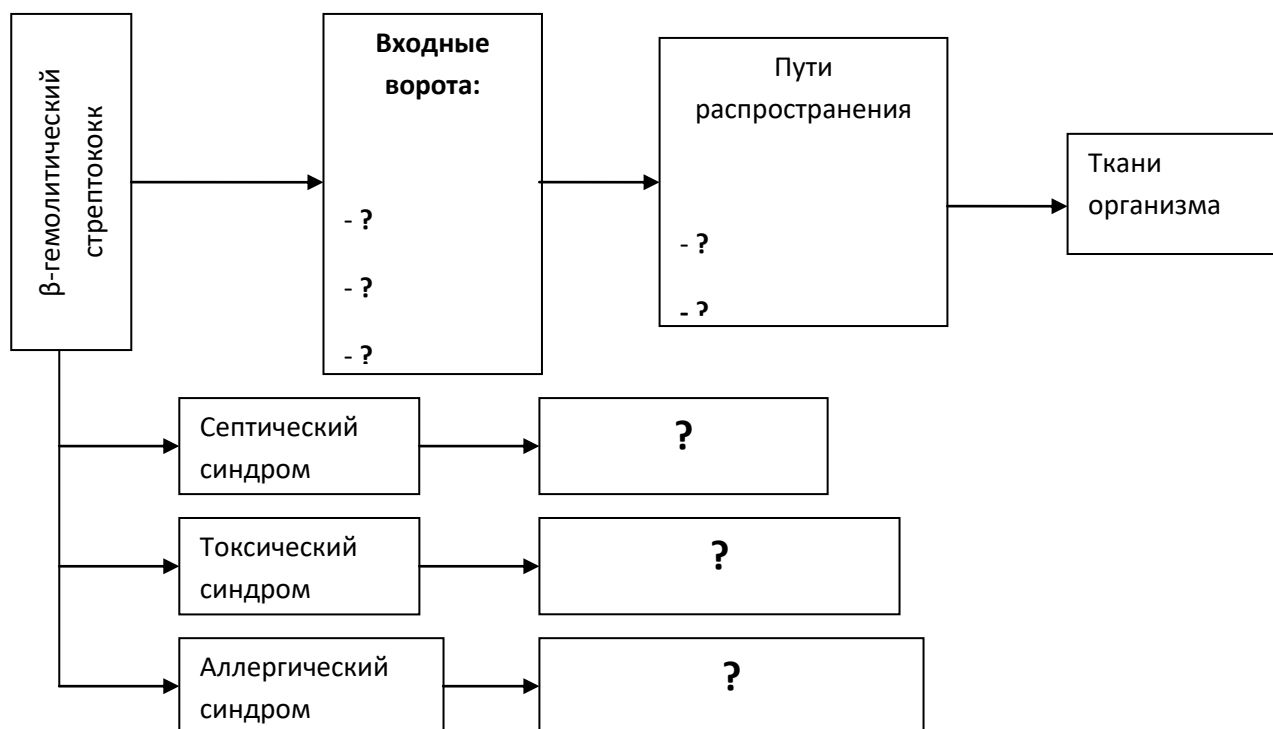 β-гемолитический
стрептококк
Входные
ворота:
- ?
- ?
- ?
Пути
распространения
- ?
- ?
Ткани
организма
Септический
синдром
?
Токсический
синдром
?
Аллергический
синдром
?